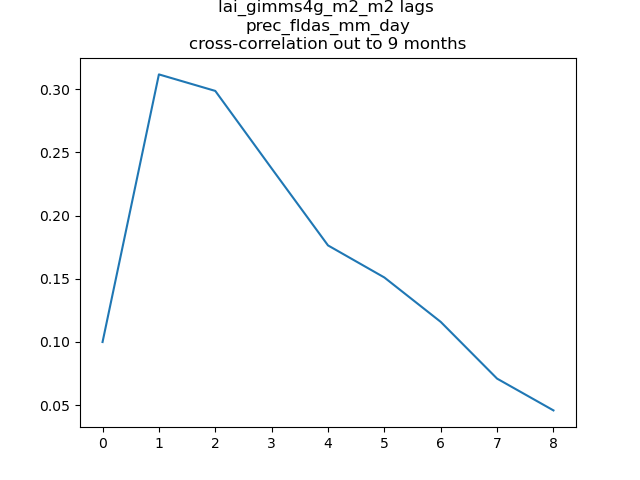 lai_gimms4g_m2_m2 lags
prec_fldas_mm_day
cross-correlation out to 9 months
0.30
0.25
0.20
0.15
0.10
0.05
0 1 2 3 4 5 6 7 8